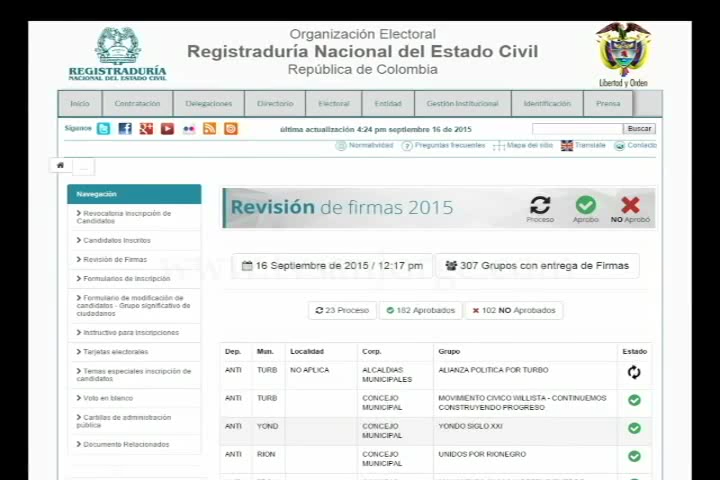 Organización Electoral
Registraduría Nacional del Estado Civil
República de Colombia
REGISTRADURÍA
NACIONAL DEL ESTADO CIVIL
Libertad y Orden
Inicio Contratación Delegaciones Directorio Electoral Entidad Gestión Institucional Identificación Prensa
Síganos
última actualización 4:24 pm septiembre 16 de 2015
Buscar
Normatividad Preguntas frecuentes Mapa del sitio Translate Contacto
...
Navegación
Revocatoria Inscripción de
Candidatos
Candidatos Inscritos
Revisión de Firmas
Formularios de Inscripción
Formulario de modificación de
candidatos - Grupo significativo de
ciudadanos
Instructivo para Inscripciones
Tarjetas electorales
Temas especiales inscripción de
candidatos
Voto en blanco
Cartillas de administración
pública
Documentos Relacionados
Revisión de firmas 2015
Proceso Aprobo NO Aprobó
16 Septiembre de 2015 / 12:17 pm
307 Grupos con entrega de Firmas
23 Proceso 182 Aprobados 102 NO Aprobados
Dep. Mun. Localidad Corp. Grupo Estado
ANTI TURB NO APLICA ALCALDIAS MUNICIPALES ALIANZA POLITICA POR TURBO
ANTI TURB CONCEJO MUNICIPAL MOVIMIENTO CIVICO WILLISTA - CONTINUEMOS CONSTRUYENDO PROGRESO
ANTI YOND CONCEJO MUNICIPAL YONDO SIGLO XXI
ANTI RION CONCEJO MUNICIPAL UNIDOS POR RIONEGRO